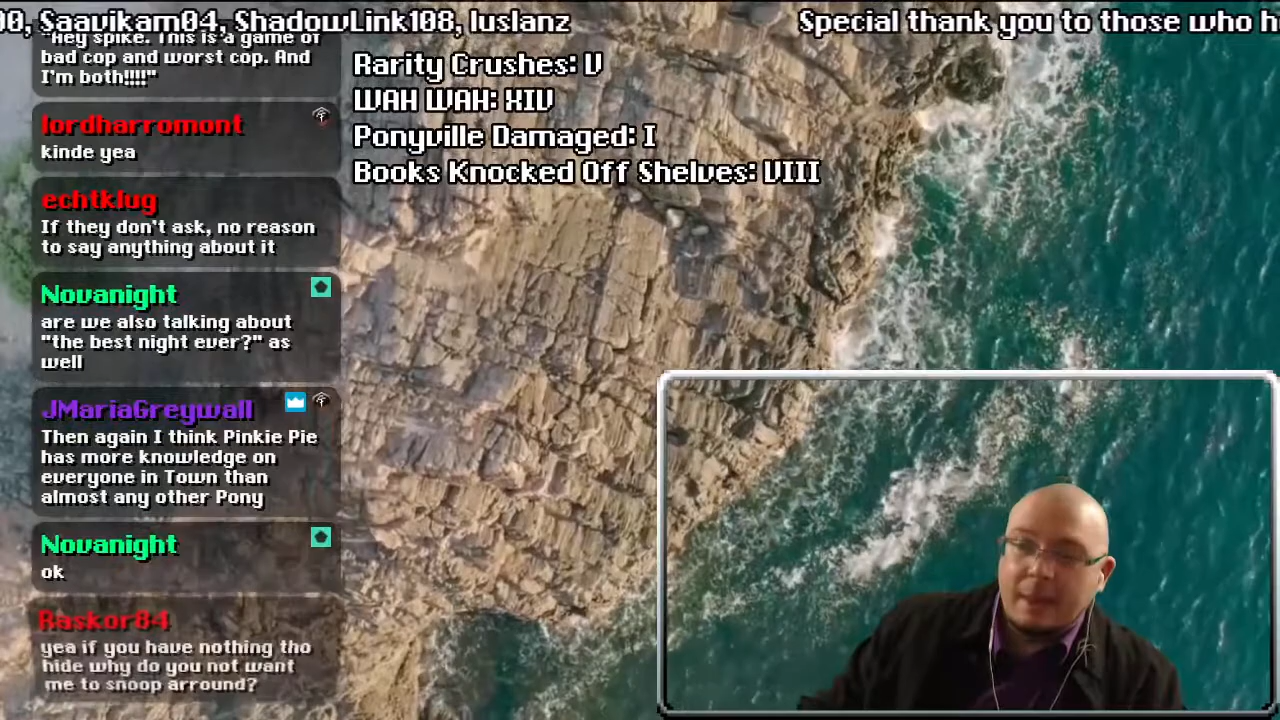 00, Saavikam04, ShadowLink108, luslanz
Special thank you to those who h
"Hey spike. This is a game of
bad cop and worst cop. And
I'm both!!!!"
lordharromont
kinde yea
echtklug
If they don't ask, no reason
to say anything about it
Novanight
are we also talking about
"the best night ever?" as
well
JMariaGreywall
Then again I think Pinkie Pie
has more knowledge on
everyone in Town than
almost any other Pony
Novanight
ok
Raskor84
yea if you have nothing tho
hide why do you not want
me to snoop arround?
Rarity Crushes: V
WAH WAH: XIV
Ponyville Damaged: I
Books Knocked Off Shelves: VIII